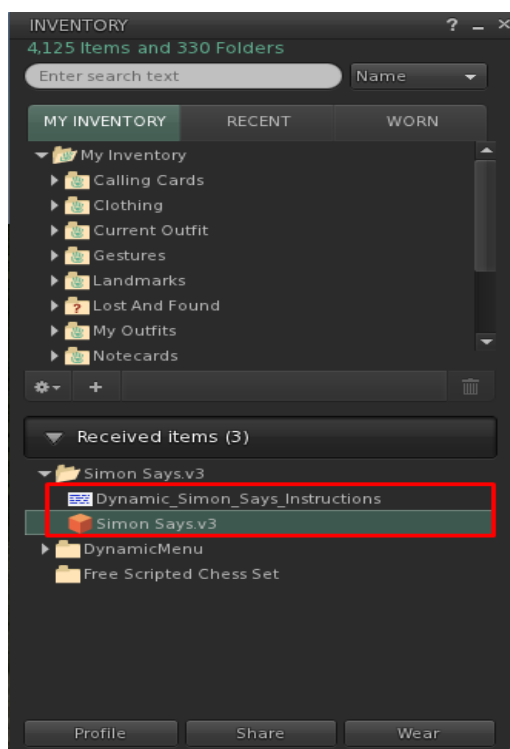 INVENTORY ? _ ×
4,125 Items and 330 Folders
Enter search text Name
MY INVENTORY RECENT WORN
My Inventory
Calling Cards
Clothing
Current Outfit
Gestures
Landmarks
? Lost And Found
My Outfits
Notecards
+
Received items (3)
Simon Says.v3
Dynamic_Simon_Says_Instructions
Simon Says.v3
DynamicMenu
Free Scripted Chess Set
Profile Share Wear